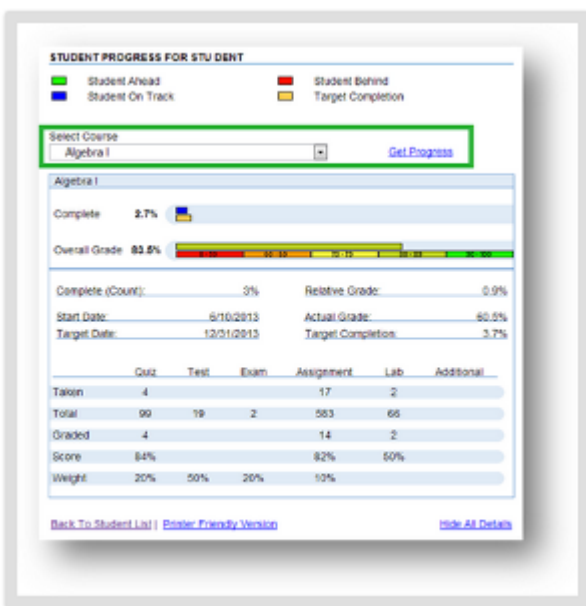 STUDENT PROGRESS FOR STU DENT
Student Ahead Student Behind
Student On Track Target Completion
Select Course
Algebra I Get Progress
Algebra I
Complete 2.7%
Overall Grade 83.5%
Complete (Count): 3% Relative Grade: 0.9%
Start Date: 6/10/2013 Actual Grade: 60.5%
Target Date: 12/31/2013 Target Completion: 3.7%
Quiz Test Exam Assignment Lab Additional
Taken 4 17 2
Total 99 19 2 583 66
Graded 4 14 2
Score 84% 82% 50%
Weight 20% 50% 20% 10%
Back To Student List | Printer Friendly Version Hide All Details